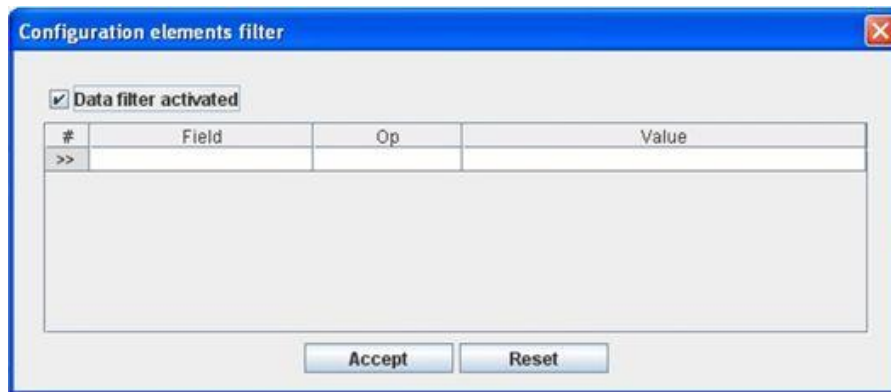 Configuration elements filter
Data filter activated
# Field Op Value
>>
Accept Reset